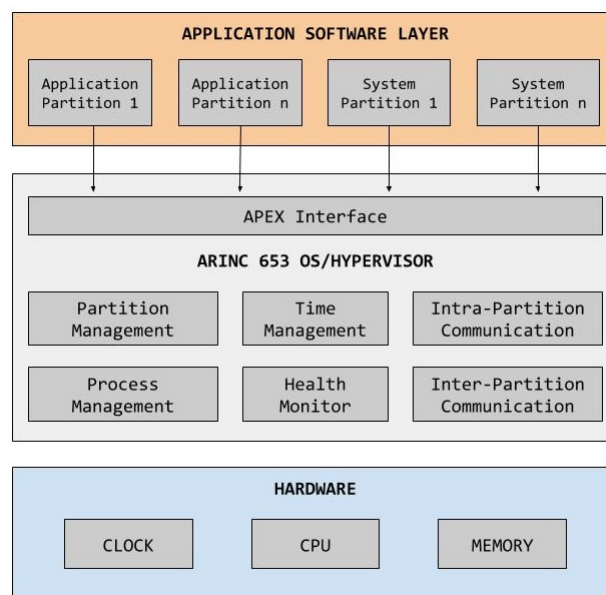 APPLICATION SOFTWARE LAYER
Application
Partition 1
Application
Partition n
System
Partition 1
System
Partition n
APEX Interface
ARINC 653 OS/HYPERVISOR
Partition
Management
Time
Management
Intra-Partition
Communication
Process
Management
Health
Monitor
Inter-Partition
Communication
HARDWARE
CLOCK
CPU
MEMORY